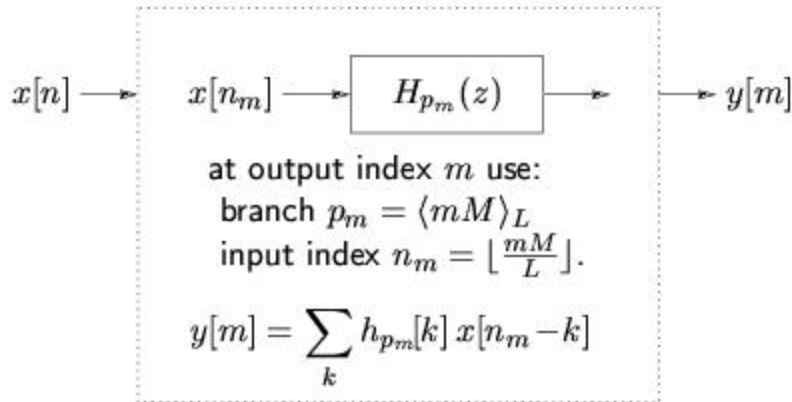 x[n] x[n_m] H_{p_m}(z) y[m]
at output index m use:
branch p_m = ⟨mM⟩_L
input index n_m = ⌊\frac{mM}{L}⌋.
y[m] = ∑_k h_{p_m}[k] x[n_m −k]